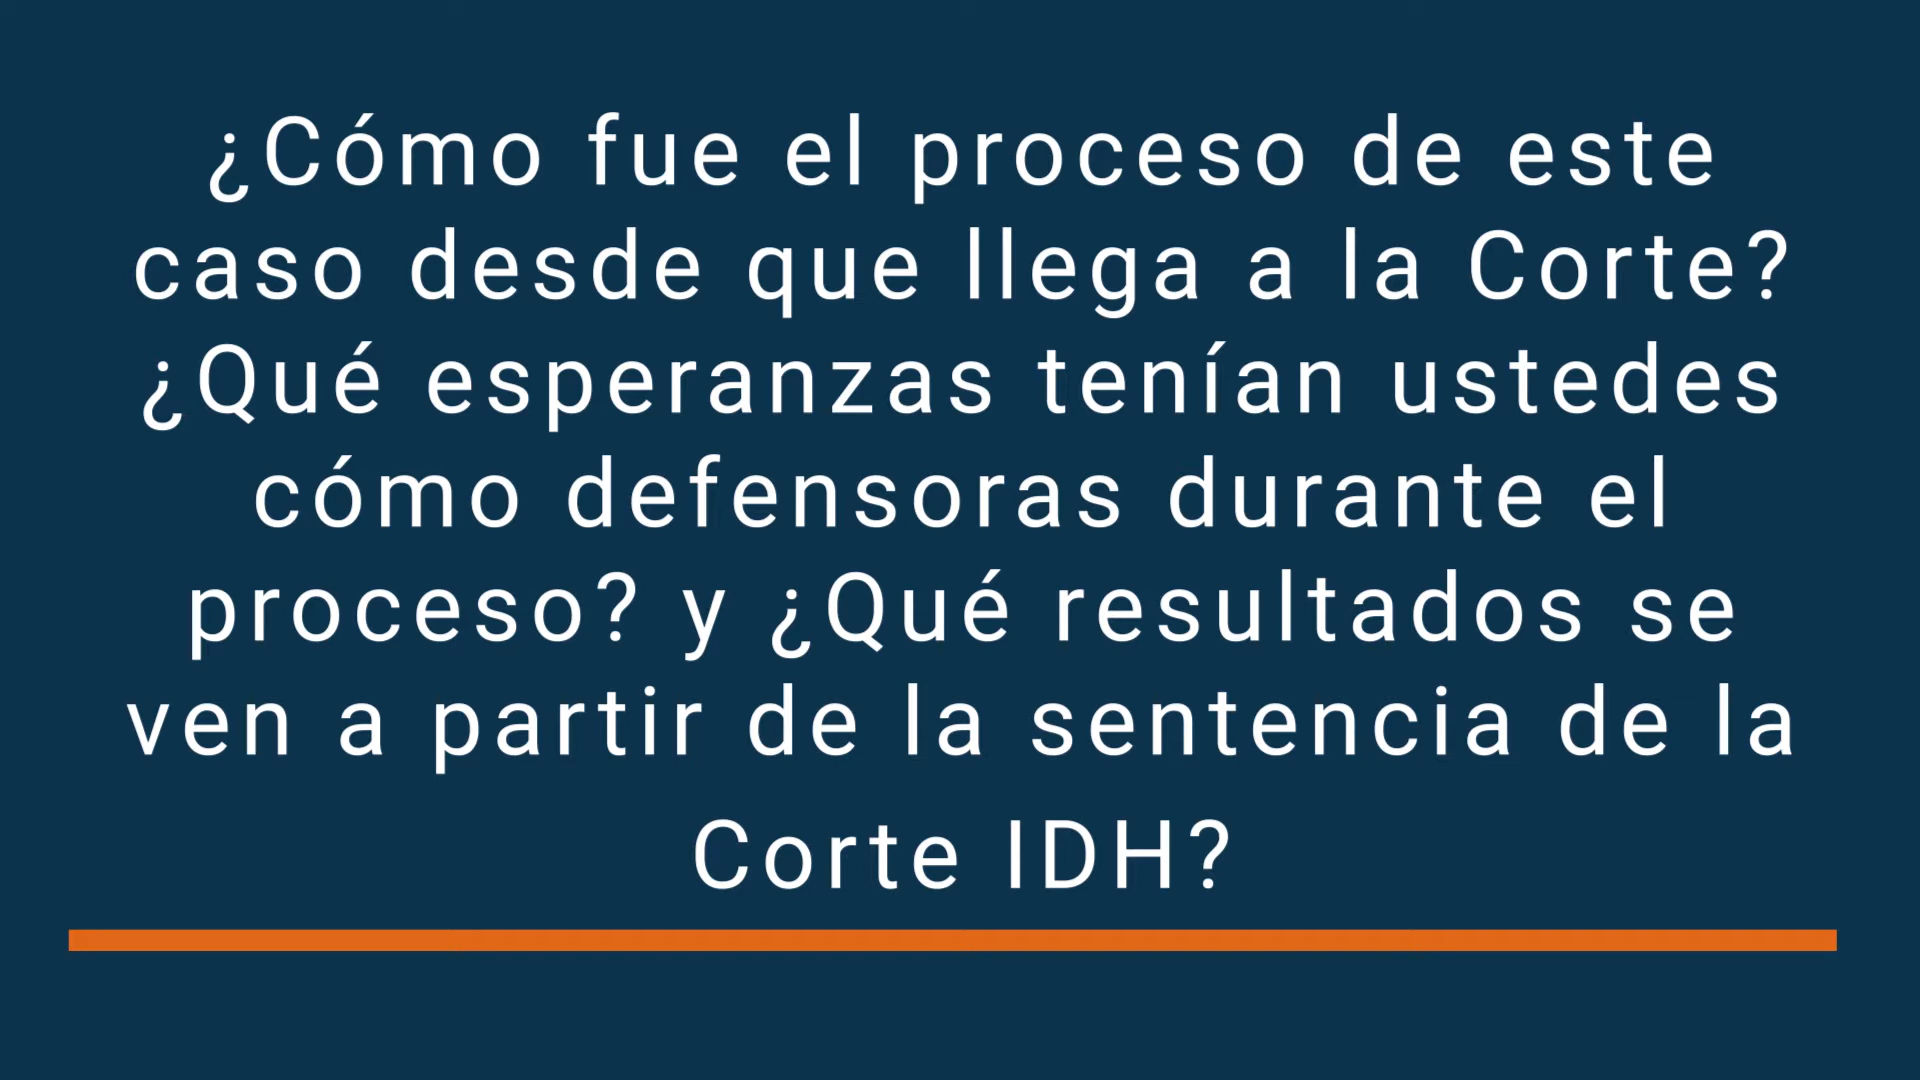 ¿Cómo fue el proceso de este
caso desde que llega a la Corte?
¿Qué esperanzas tenían ustedes
cómo defensoras durante el
proceso? y ¿Qué resultados se
ven a partir de la sentencia de la
Corte IDH?